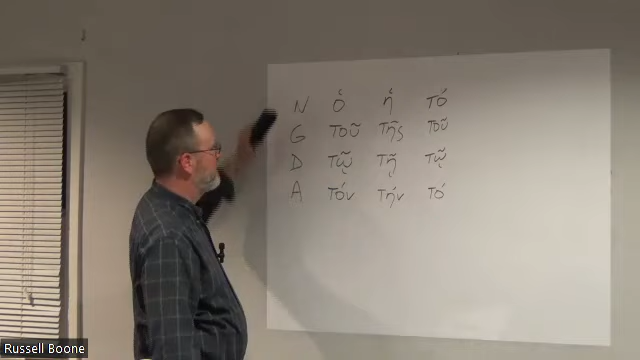 N ὁ ἡ τό
G τοῦ τῆς τοῦ
D τῷ τῇ τῷ
A τόν τήν τό
Russell Boone